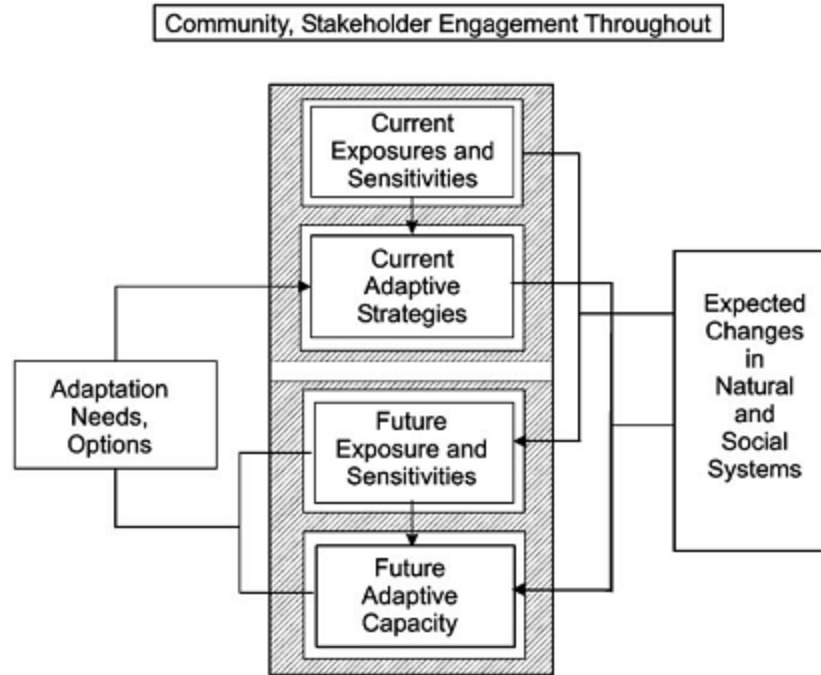 Community, Stakeholder Engagement Throughout
Current
Exposures and
Sensitivities
Current
Adaptive
Strategies
Expected
Changes
in
Natural
and
Social
Systems
Adaptation
Needs,
Options
Future
Exposure and
Sensitivities
Future
Adaptive
Capacity